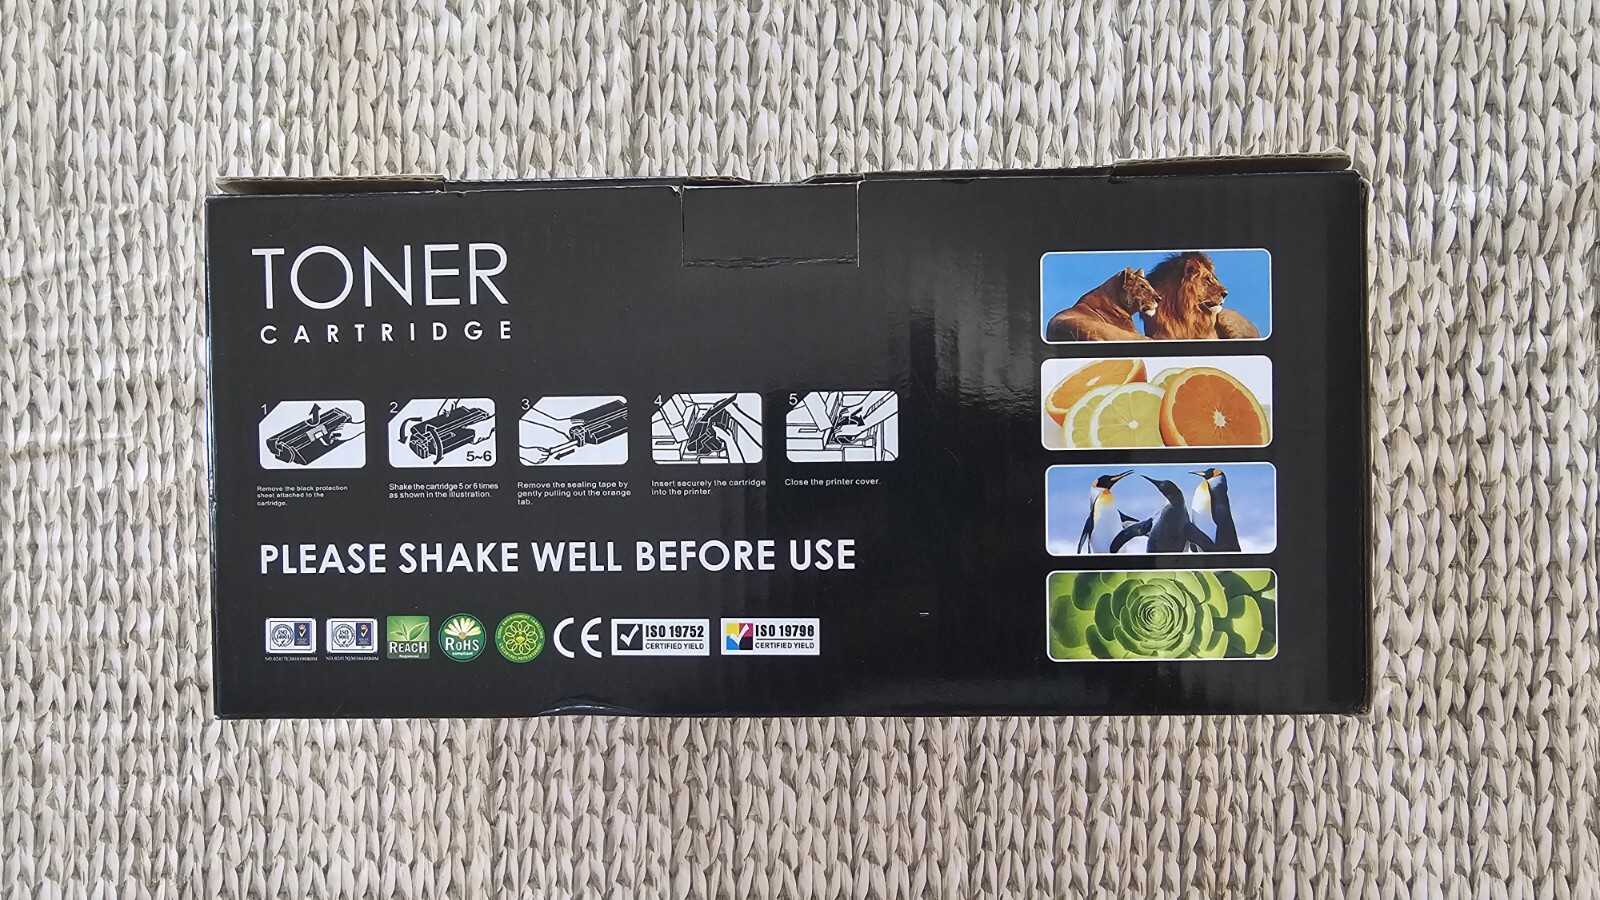 TONER
CARTRIDGE
1
Remove the black protection
sheet attached to the
cartridge.
2
5~6
Shake the cartridge 5 or 6 times
as shown in the illustration.
3
Remove the sealing tape by
gently pulling out the orange
tab.
4
Insert securely the cartridge
into the printer.
5
Close the printer cover.
PLEASE SHAKE WELL BEFORE USE
REACH
RoHS
compliant
CE
ISO 19752
CERTIFIED YIELD
ISO 19798
CERTIFIED YIELD